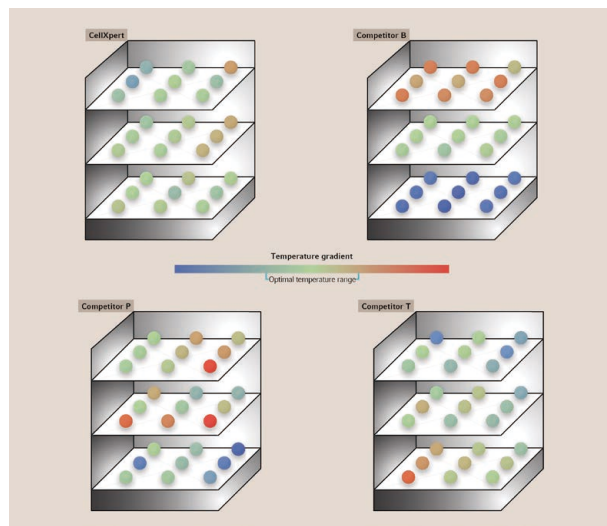 CellXpert
Competitor B
Temperature gradient
Optimal temperature range
Competitor P
Competitor T